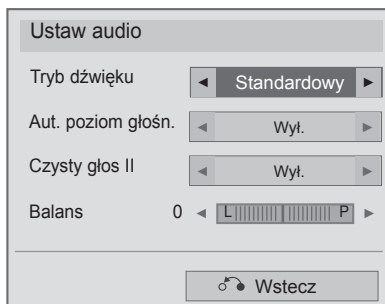 Ustaw audio
Tryb dźwięku ◄ Standardowy ►
Aut. poziom głośn. ◄ Wył. ►
Czysty głos II ◄ Wył. ►
Balans 0 ◄ L P ►
Wstecz